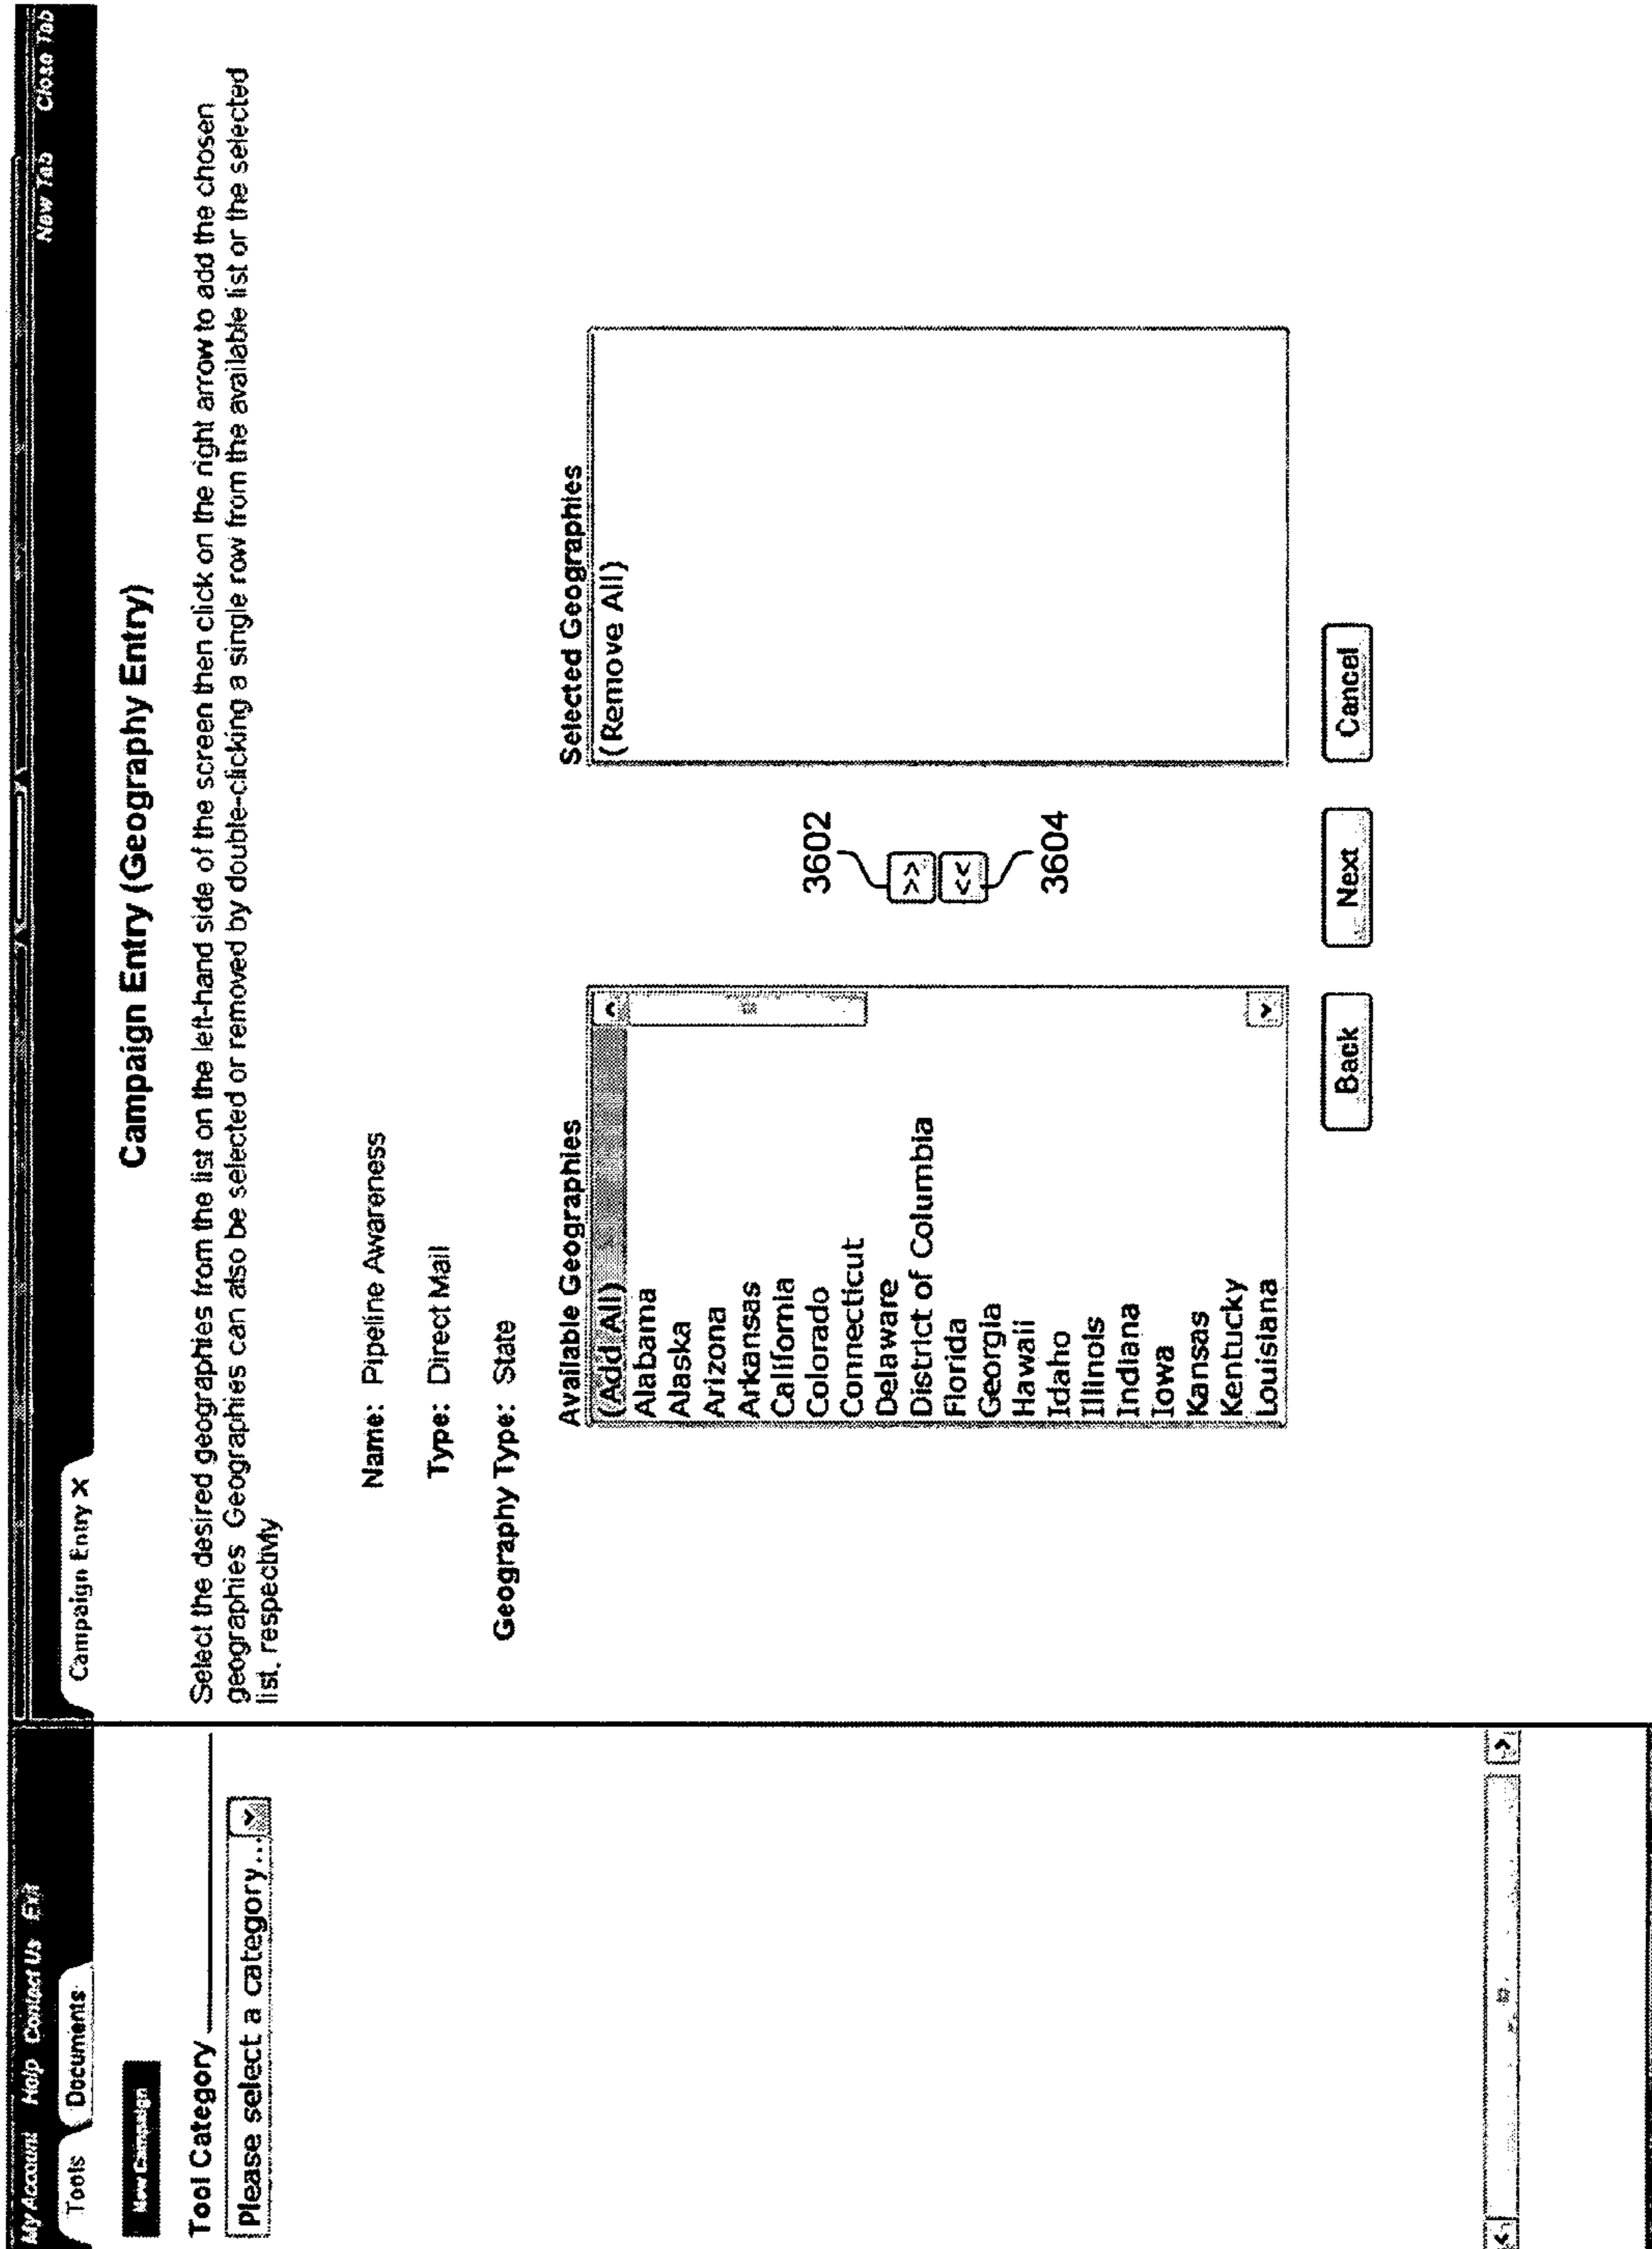 My Account Help Contact Us Exit
New Tab Close Tab
Tools Documents
Campaign Entry X
New Campaign
Tool Category
Please select a category...
Campaign Entry (Geography Entry)
Select the desired geographies from the list on the left-hand side of the screen then click on the right arrow to add the chosen
geographies Geographies can also be selected or removed by double-clicking a single row from the available list or the selected
list, respectivly
Name: Pipeline Awareness
Type: Direct Mail
Geography Type: State
Available Geographies
(Add All)
Alabama
Alaska
Arizona
Arkansas
California
Colorado
Connecticut
Delaware
District of Columbia
Florida
Georgia
Hawaii
Idaho
Illinois
Indiana
Iowa
Kansas
Kentucky
Louisiana
3602
>>
<<
3604
Selected Geographies
(Remove All)
Back Next Cancel